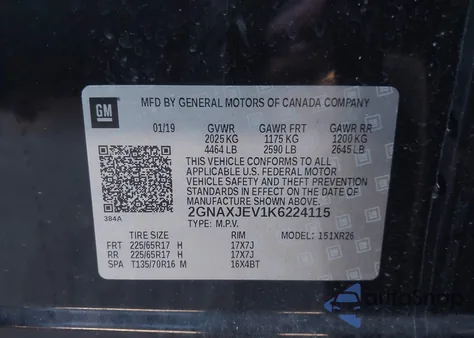 GM
MFD BY GENERAL MOTORS OF CANADA COMPANY
01/19 GVWR GAWR FRT GAWR RR
2025 KG 1175 KG 1200 KG
4464 LB 2590 LB 2645 LB
THIS VEHICLE CONFORMS TO ALL
APPLICABLE U.S. FEDERAL MOTOR
VEHICLE SAFETY AND THEFT PREVENTION
STANDARDS IN EFFECT ON THE DATE OF
MANUFACTURE SHOWN ABOVE.
384A
2GNAXJEV1K6224115
TYPE: M.P.V. MODEL: 151XR26
TIRE SIZE RIM
FRT 225/65R17 H 17X7J
RR 225/65R17 H 17X7J
SPA T135/70R16 M 16X4BT
AutoShop